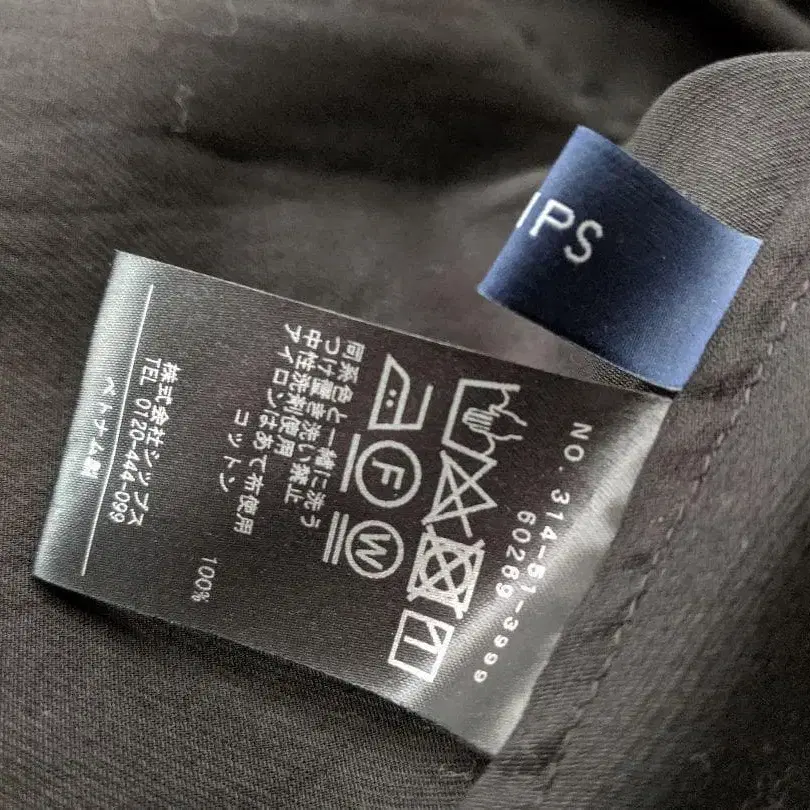 IPS
NO. 314-51-3999
60269
F
W
同系色と一緒に洗う
つけ置き洗い禁止
中性洗剤使用
アイロンはあて布使用
コットン 100%
株式会社シップス
TEL 0120-444-099
ベトナム製